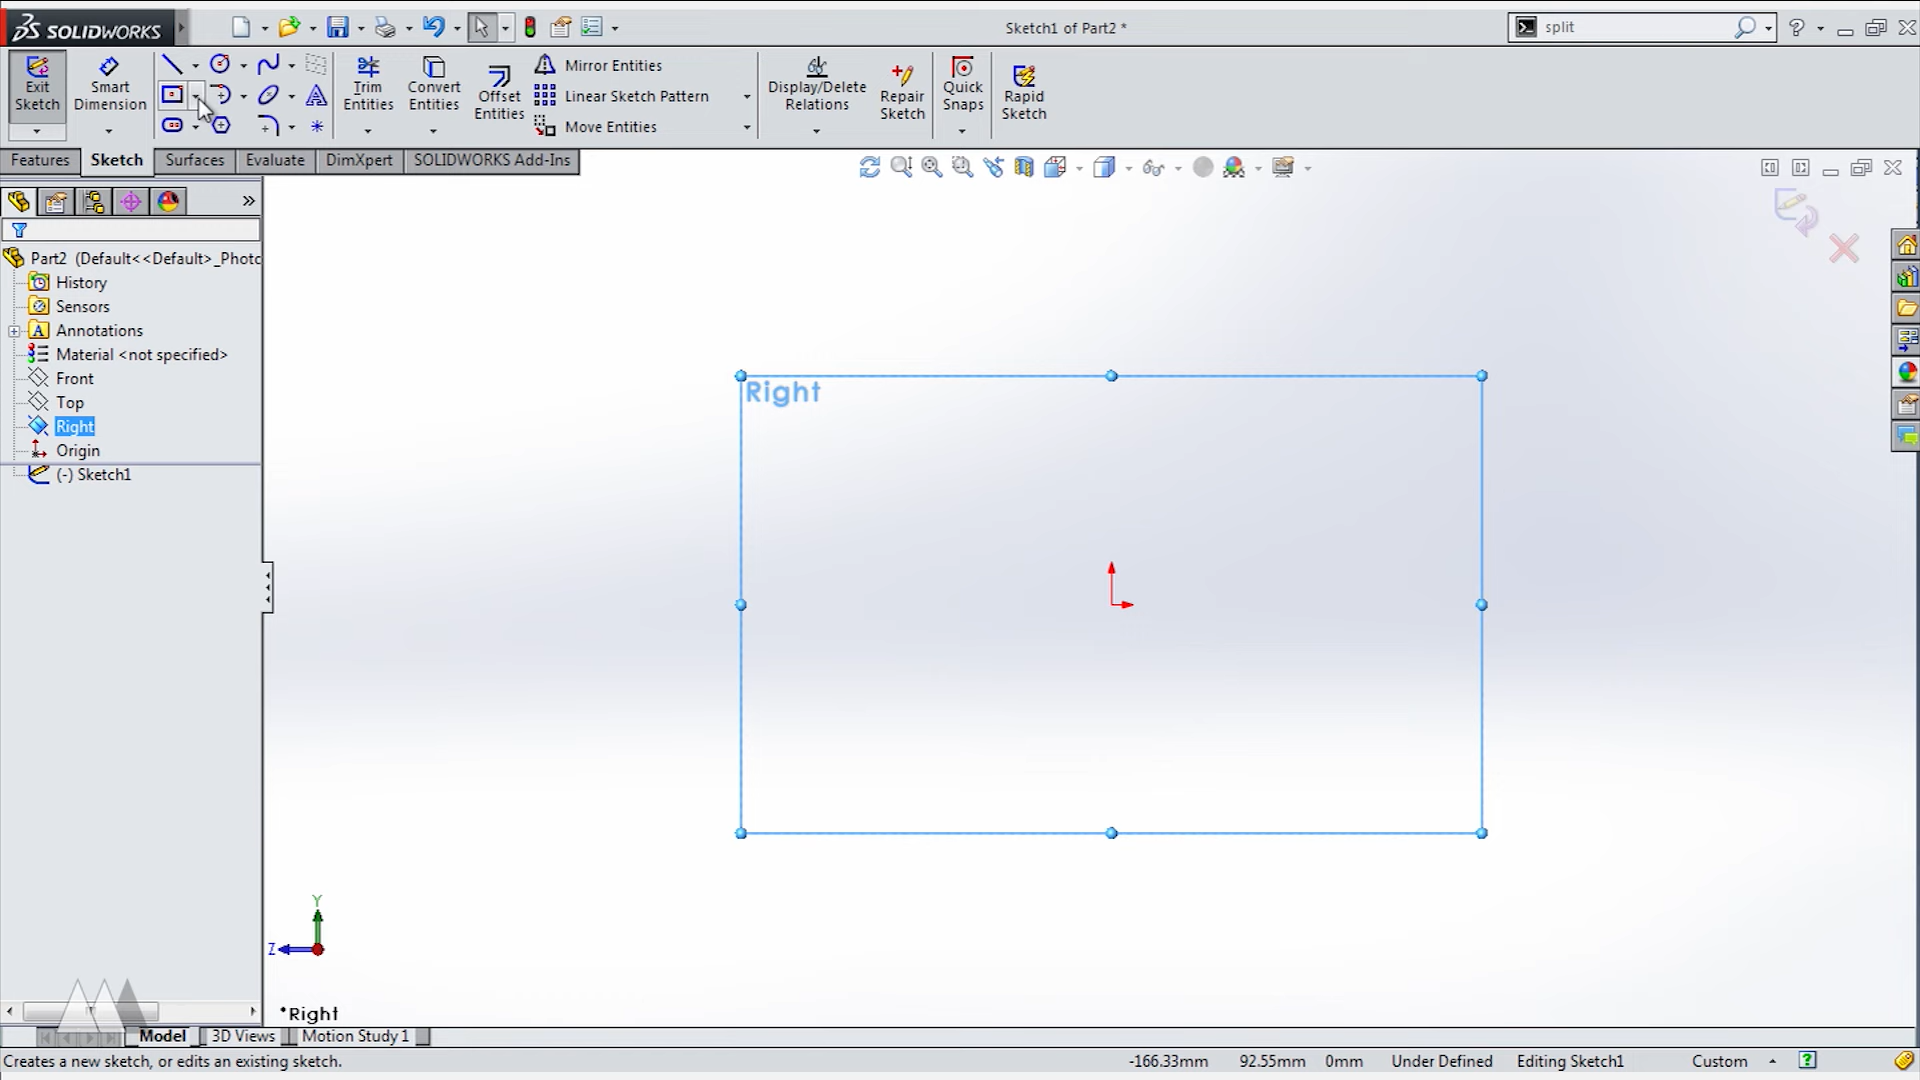 SOLIDWORKS
Sketch1 of Part2 *
split
Exit Sketch
Smart Dimension
Trim Entities
Convert Entities
Offset Entities
Mirror Entities
Linear Sketch Pattern
Move Entities
Display/Delete Relations
Repair Sketch
Quick Snaps
Rapid Sketch
Features
Sketch
Surfaces
Evaluate
DimXpert
SOLIDWORKS Add-Ins
Part2 (Default<<Default>_Photo
History
Sensors
Annotations
Material <not specified>
Front
Top
Right
Origin
(-) Sketch1
Right
Y
Z
*Right
Model
3D Views
Motion Study 1
Creates a new sketch, or edits an existing sketch.
-166.33mm
92.55mm
0mm
Under Defined
Editing Sketch1
Custom